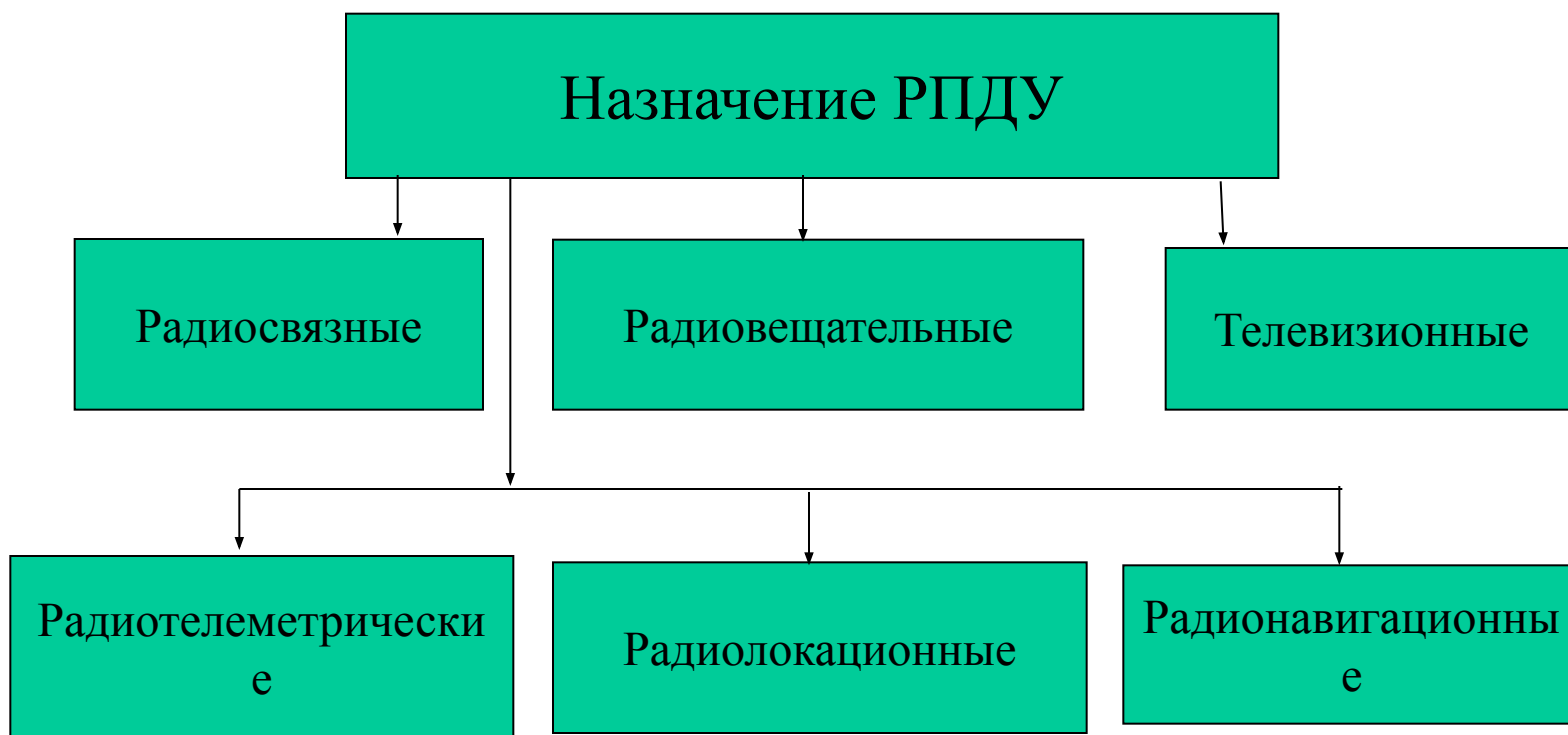 Назначение РПДУ
Радиосвязные
Радиовещательные
Телевизионные
Радиотелеметрически
е
Радиолокационные
Радионавигационны
е